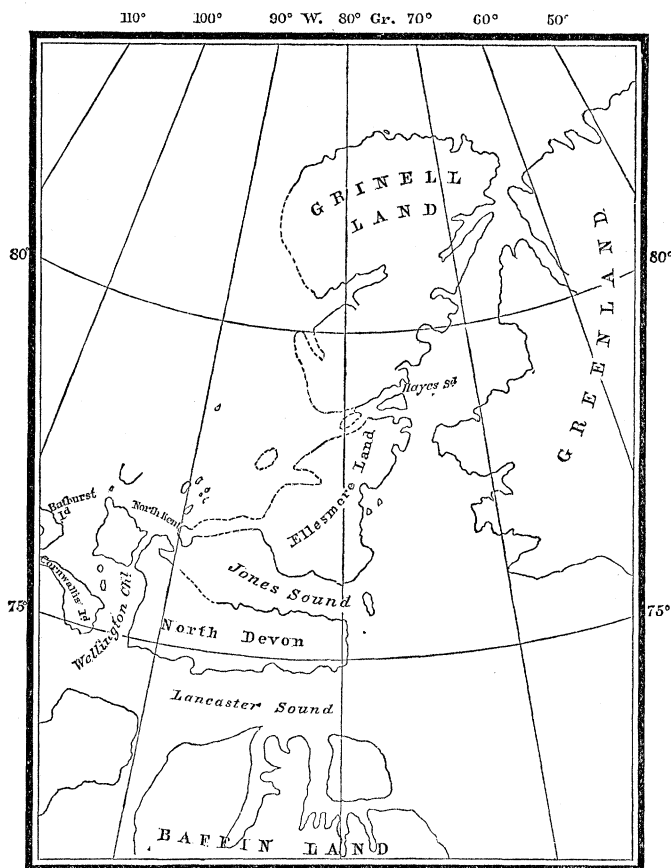 110° 100° 90° W. 80° Gr. 70° 60° 50°
GRINELL
LAND
80°
80°
GREENLAND
Hayes Sd.
Ellesmere Land
Bathurst
Id
North Kent
Cornwallis Id
Wellington Chl.
Jones Sound
75°
75°
North Devon
Lancaster Sound
BAFFIN LAND